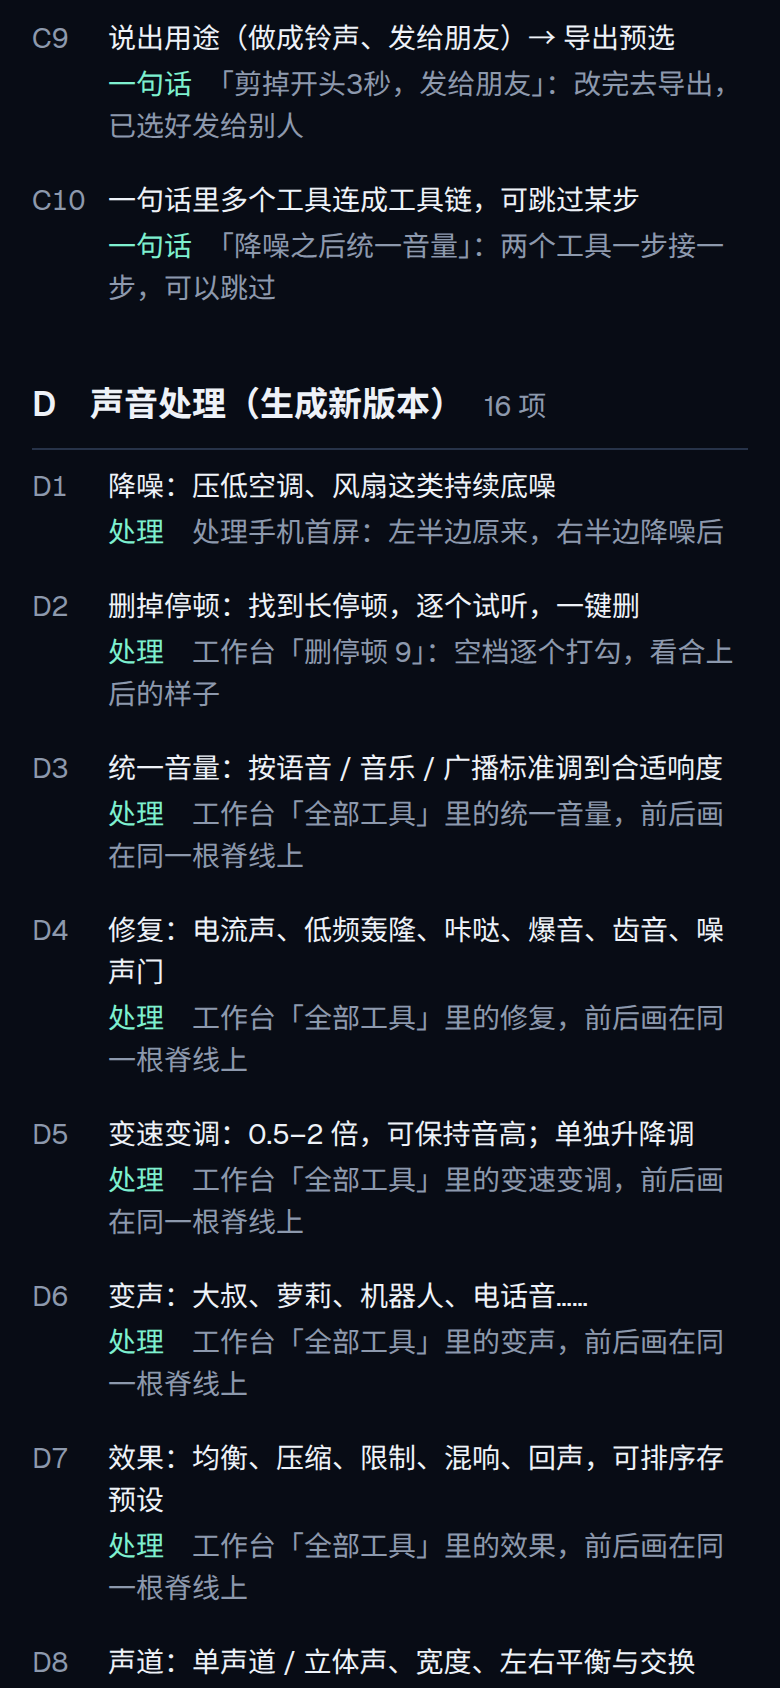 C9 说出用途（做成铃声、发给朋友）→ 导出预选
一句话 「剪掉开头3秒，发给朋友」：改完去导出，
已选好发给别人
C10 一句话里多个工具连成工具链，可跳过某步
一句话 「降噪之后统一音量」：两个工具一步接一
步，可以跳过
D 声音处理（生成新版本） 16 项
D1 降噪：压低空调、风扇这类持续底噪
处理 处理手机首屏：左半边原来，右半边降噪后
D2 删掉停顿：找到长停顿，逐个试听，一键删
处理 工作台「删停顿 9」：空档逐个打勾，看合上
后的样子
D3 统一音量：按语音 / 音乐 / 广播标准调到合适响度
处理 工作台「全部工具」里的统一音量，前后画
在同一根脊线上
D4 修复：电流声、低频轰隆、咔哒、爆音、齿音、噪
声门
处理 工作台「全部工具」里的修复，前后画在同
一根脊线上
D5 变速变调：0.5–2 倍，可保持音高；单独升降调
处理 工作台「全部工具」里的变速变调，前后画
在同一根脊线上
D6 变声：大叔、萝莉、机器人、电话音……
处理 工作台「全部工具」里的变声，前后画在同
一根脊线上
D7 效果：均衡、压缩、限制、混响、回声，可排序存
预设
处理 工作台「全部工具」里的效果，前后画在同
一根脊线上
D8 声道：单声道 / 立体声、宽度、左右平衡与交换